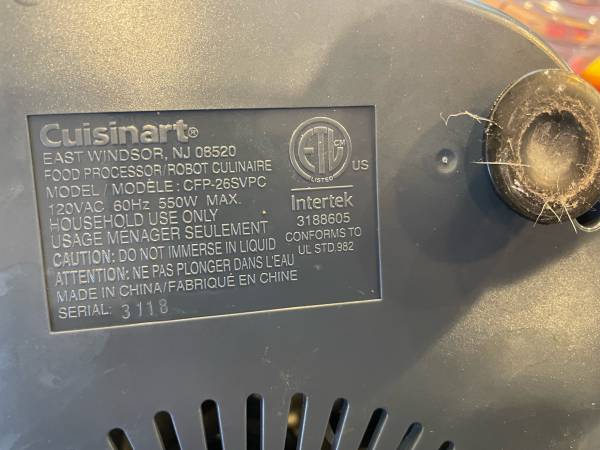 Cuisinart®
EAST WINDSOR, NJ 08520
FOOD PROCESSOR/ROBOT CULINAIRE
MODEL / MODÈLE : CFP-26SVPC
120VAC 60Hz 550W MAX.
HOUSEHOLD USE ONLY
USAGE MENAGER SEULEMENT
CAUTION: DO NOT IMMERSE IN LIQUID
ATTENTION: NE PAS PLONGER DANS L'EAU
MADE IN CHINA/FABRIQUÉ EN CHINE
SERIAL: 3118
ETL CM
LISTED
US
Intertek
3188605
CONFORMS TO
UL STD.982